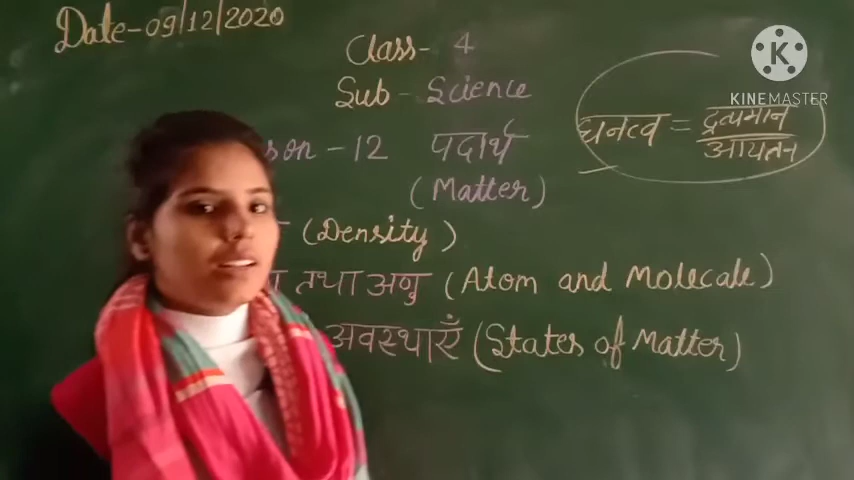 Date-09/12/2020
Class- 4
Sub - Science
son -12 पदार्थ
(Matter)
(Density)
तथा अणु (Atom and Molecale)
अवस्थाएँ (States of Matter)
घनत्व = द्रव्यमान
आयतन
K
KINEMASTER